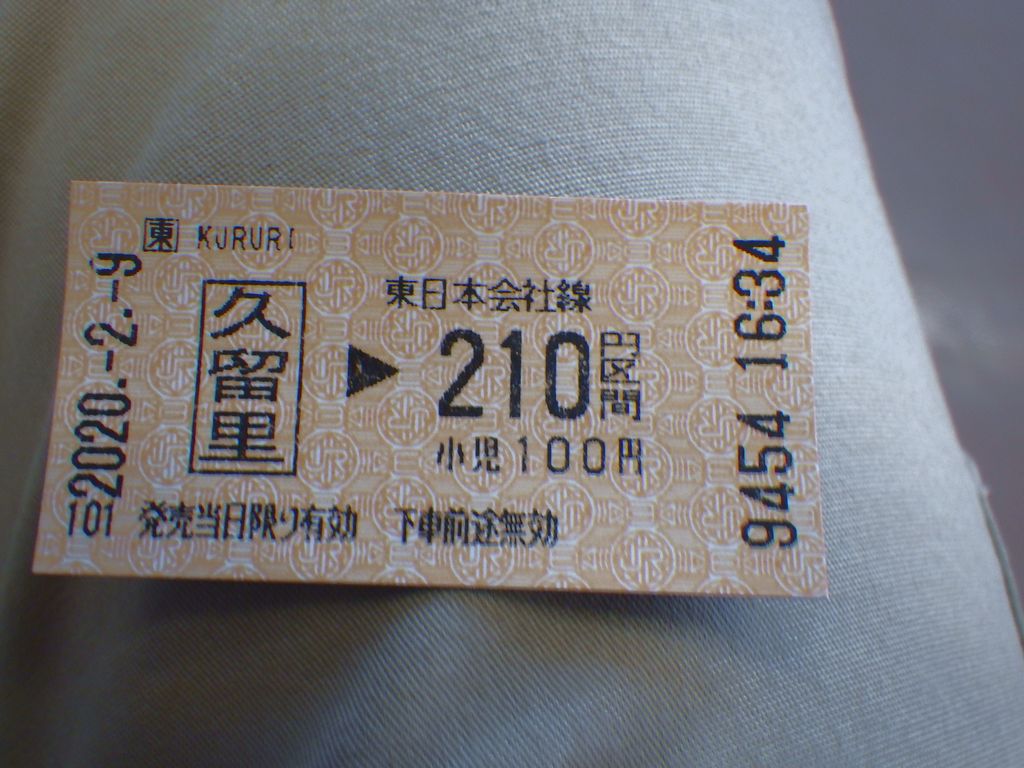 東 KURURI
久留里
▶
東日本会社線
210円区間
小児100円
101 発売当日限り有効 下車前途無効
2020.-2.-9
9454 16:34